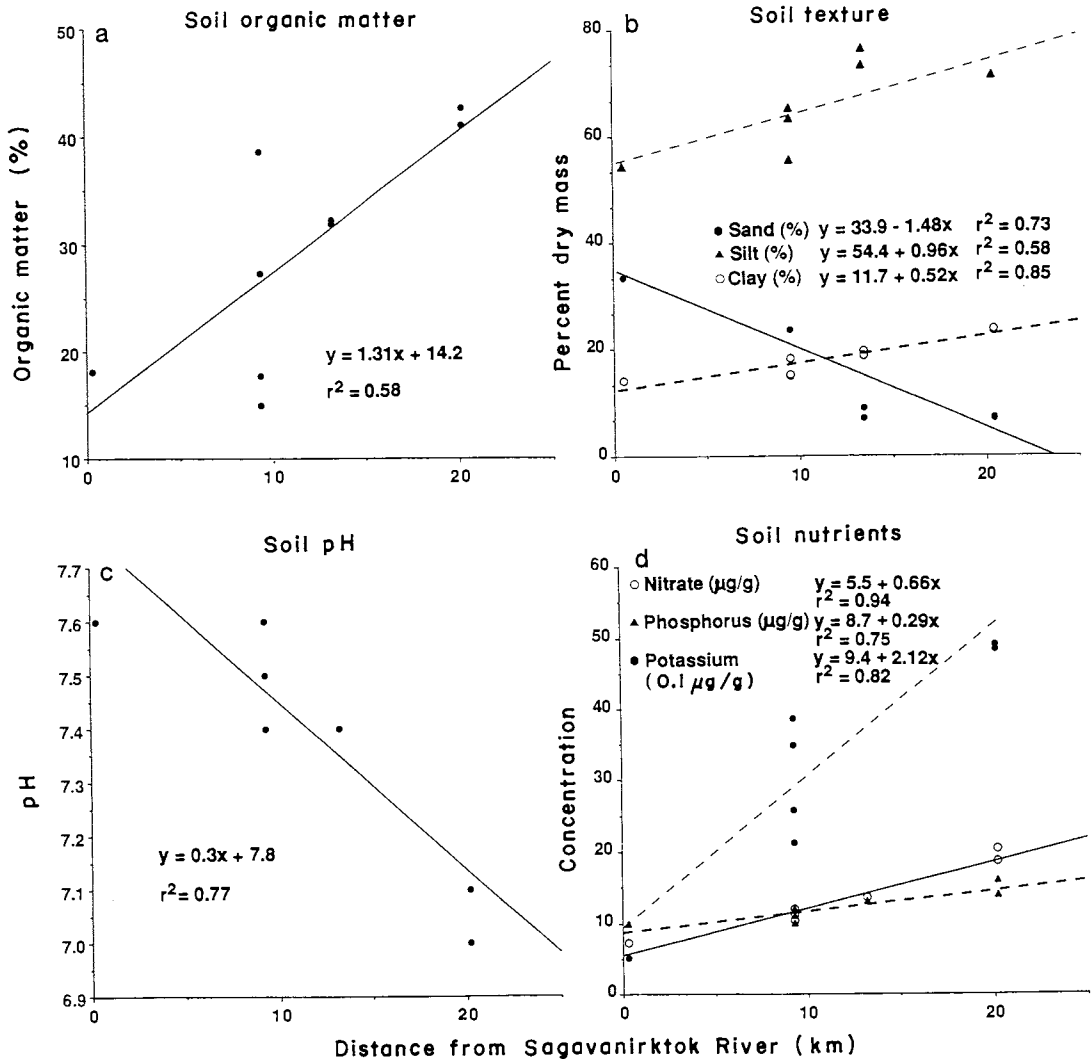 a
Soil organic matter
50
40
30
20
10
0
10
20
Organic matter (%)
y = 1.31x + 14.2
r2 = 0.58
b
Soil texture
80
60
40
20
0
0
10
20
Percent dry mass
Sand (%) y = 33.9 - 1.48x r2 = 0.73
Silt (%) y = 54.4 + 0.96x r2 = 0.58
Clay (%) y = 11.7 + 0.52x r2 = 0.85
c
Soil pH
7.7
7.6
7.5
7.4
7.3
7.2
7.1
7.0
6.9
0
10
20
pH
y = 0.3x + 7.8
r2 = 0.77
d
Soil nutrients
60
50
40
30
20
10
0
0
10
20
Concentration
Nitrate (µg/g) y = 5.5 + 0.66x
r2 = 0.94
Phosphorus (µg/g) y = 8.7 + 0.29x
r2 = 0.75
Potassium y = 9.4 + 2.12x
(0.1 µg/g) r2 = 0.82
Distance from Sagavanirktok River (km)